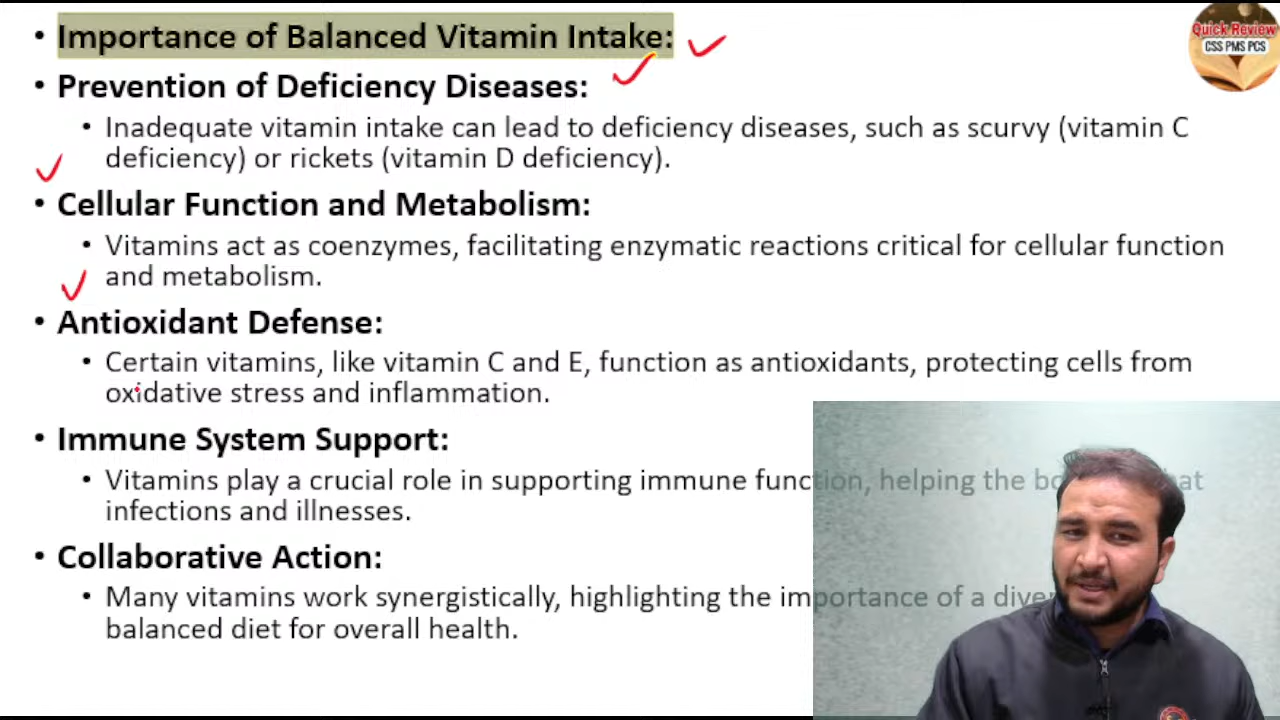 • Importance of Balanced Vitamin Intake:
Quick Review
CSS PMS PCS
• Prevention of Deficiency Diseases:
• Inadequate vitamin intake can lead to deficiency diseases, such as scurvy (vitamin C
deficiency) or rickets (vitamin D deficiency).
• Cellular Function and Metabolism:
• Vitamins act as coenzymes, facilitating enzymatic reactions critical for cellular function
and metabolism.
• Antioxidant Defense:
• Certain vitamins, like vitamin C and E, function as antioxidants, protecting cells from
oxidative stress and inflammation.
• Immune System Support:
• Vitamins play a crucial role in supporting immune function, helping the
infections and illnesses.
• Collaborative Action:
• Many vitamins work synergistically, highlighting the importance of a
balanced diet for overall health.